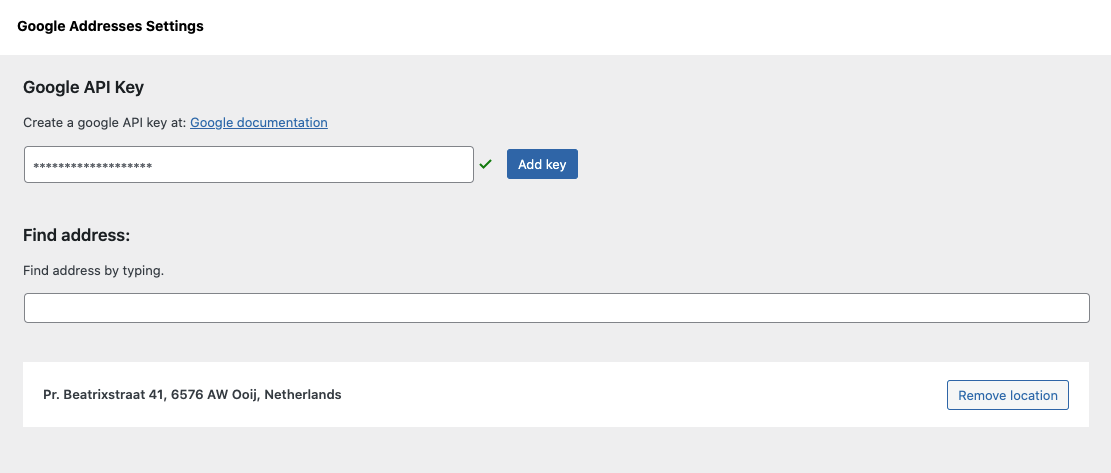 Google Addresses Settings
Google API Key
Create a google API key at: Google documentation
******************* Add key
Find address:
Find address by typing.
Pr. Beatrixstraat 41, 6576 AW Ooij, Netherlands Remove location